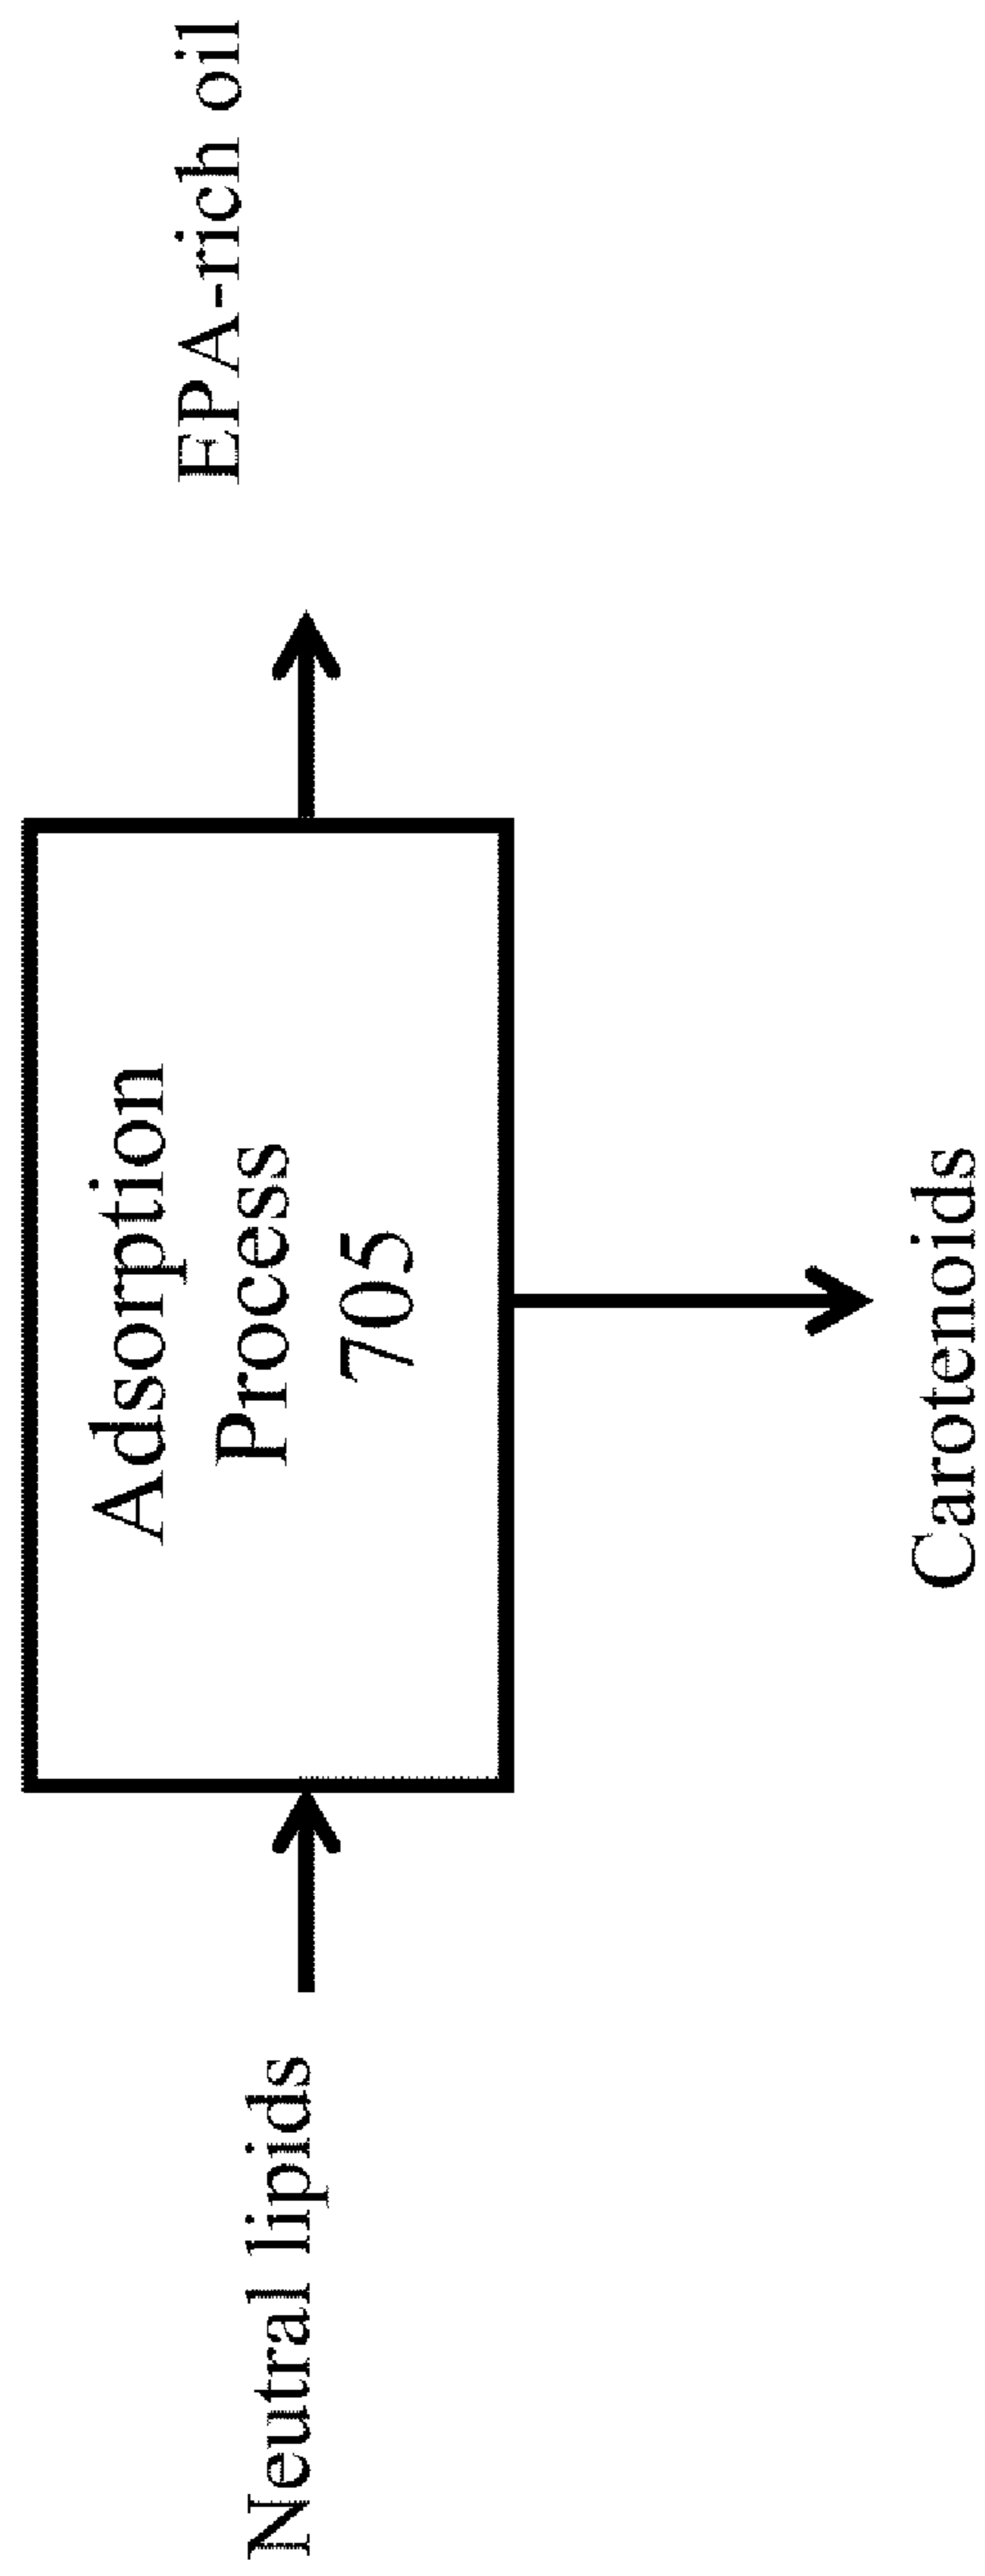 Neutral lipids
Adsorption
Process
705
EPA-rich oil
Carotenoids